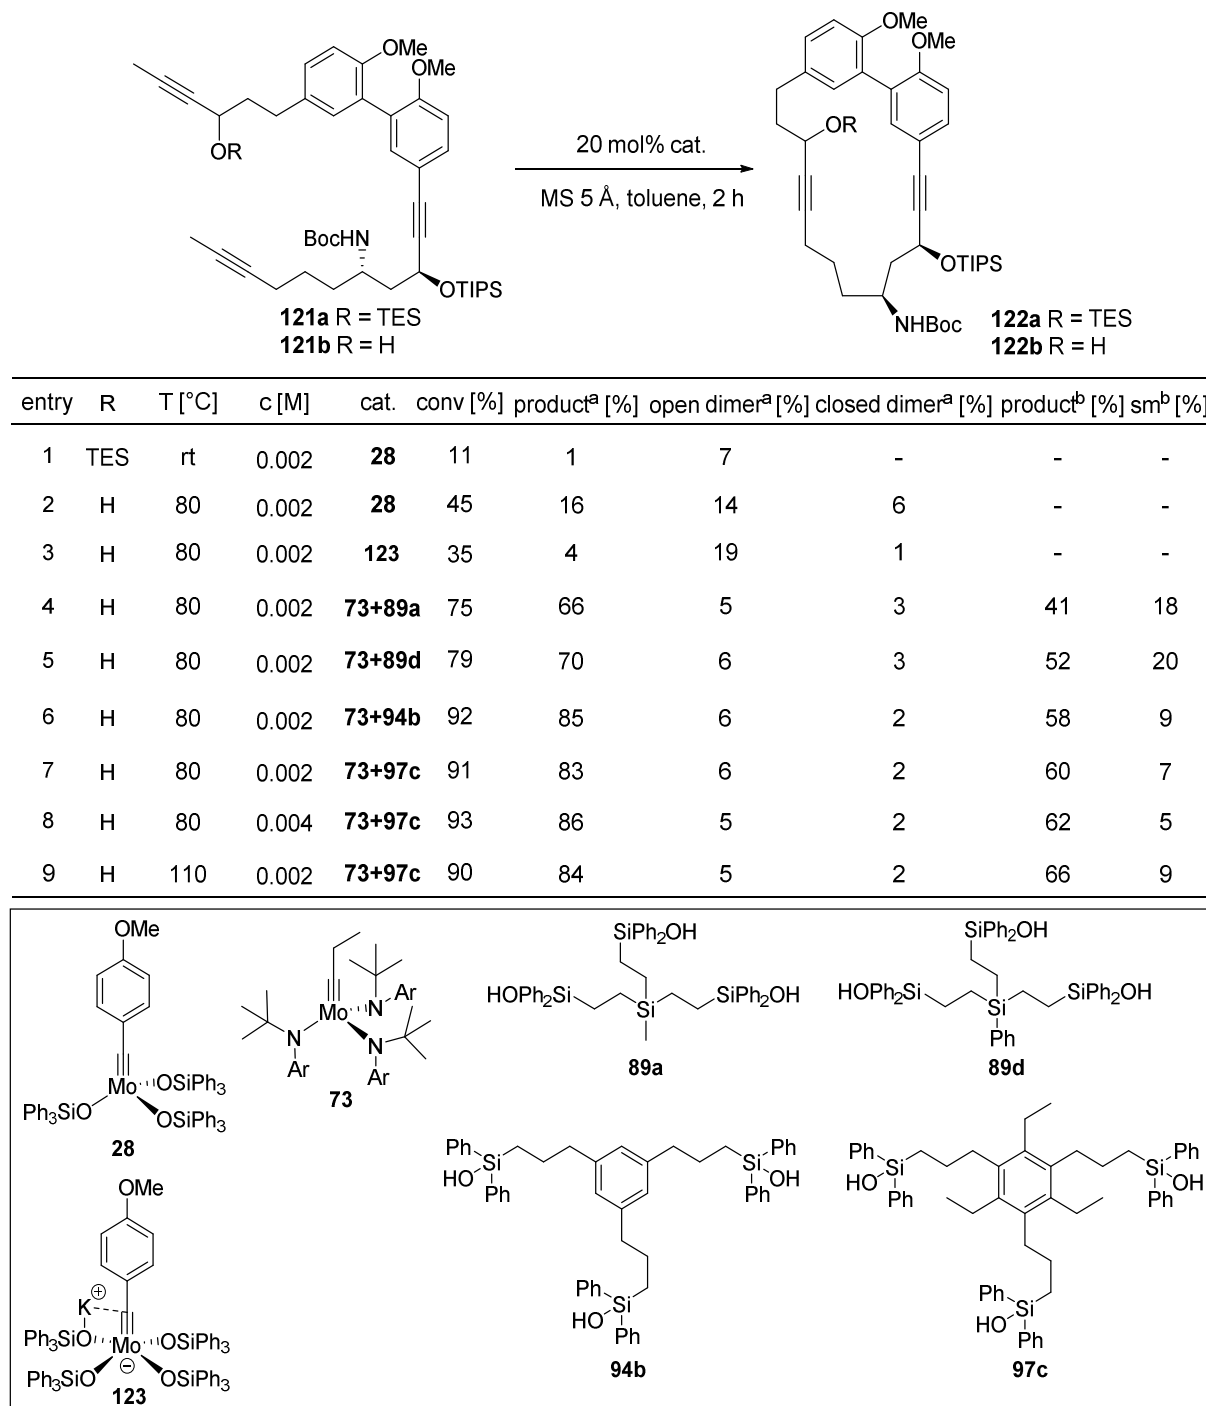 OMe
OMe
OR
BocHN
OTIPS
121a R = TES
121b R = H
20 mol% cat.
MS 5 Å, toluene, 2 h
OMe
OMe
OR
OTIPS
NHBoc
122a R = TES
122b R = H
entry R T [°C] c [M] cat. conv [%] productᵃ [%] open dimerᵃ [%] closed dimerᵃ [%] productᵇ [%] smᵇ [%]
1 TES rt 0.002 28 11 1 7 - - -
2 H 80 0.002 28 45 16 14 6 - -
3 H 80 0.002 123 35 4 19 1 - -
4 H 80 0.002 73+89a 75 66 5 3 41 18
5 H 80 0.002 73+89d 79 70 6 3 52 20
6 H 80 0.002 73+94b 92 85 6 2 58 9
7 H 80 0.002 73+97c 91 83 6 2 60 7
8 H 80 0.004 73+97c 93 86 5 2 62 5
9 H 110 0.002 73+97c 90 84 5 2 66 9
OMe
Mo
OSiPh₃
Ph₃SiO
OSiPh₃
28
Mo
N
Ar
N
Ar
N
Ar
73
SiPh₂OH
HOPh₂Si
SiPh₂OH
Si
89a
SiPh₂OH
HOPh₂Si
SiPh₂OH
Si
Ph
89d
OMe
K
⊕
Ph₃SiO
Mo
OSiPh₃
⊖
Ph₃SiO
OSiPh₃
123
Ph
Si
HO
Ph
Ph
Si
OH
Ph
Ph
Si
HO
Ph
94b
Ph
Si
HO
Ph
Ph
Si
OH
Ph
Ph
Si
HO
Ph
97c